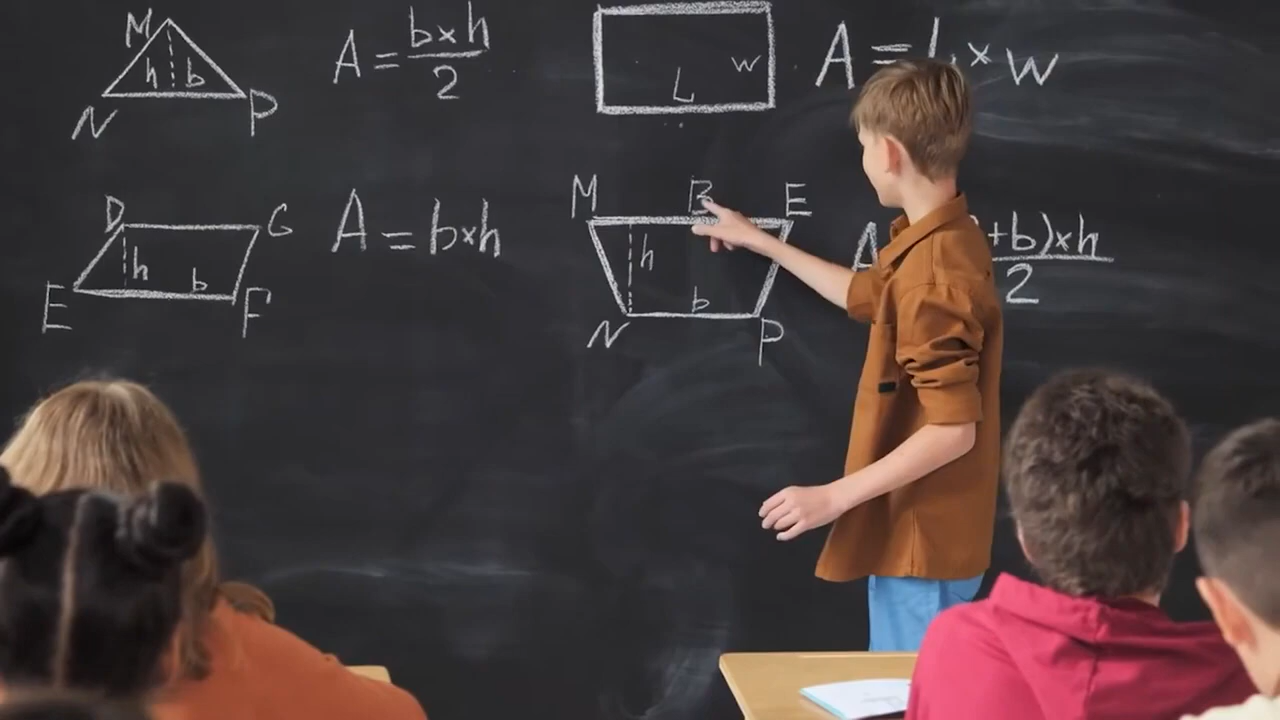 M
h b
N P
A = b×h/2
W
L
A = L × W
D G
h b
E F
A = b×h
M B E
h
b
N P
A
+b)×h
2